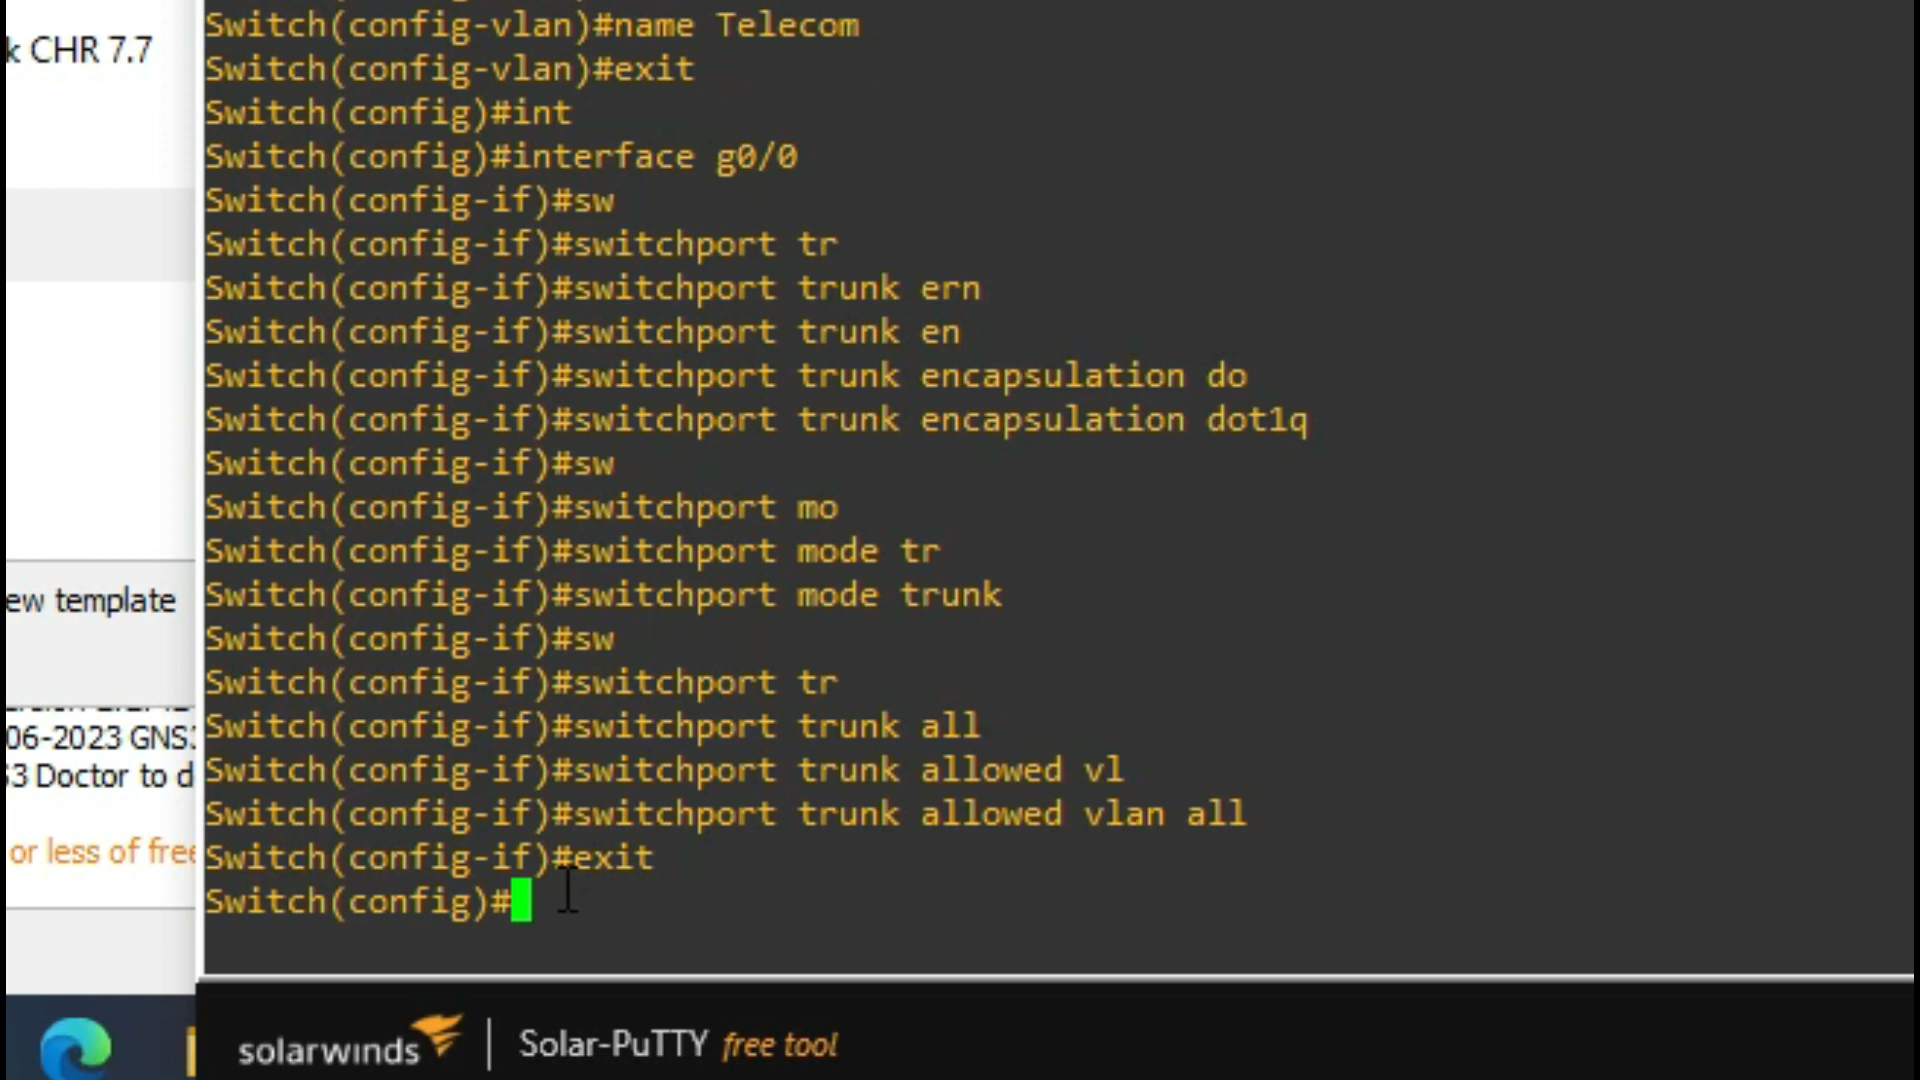 k CHR 7.7
ew template
06-2023 GNS
3 Doctor to d
or less of free
Switch(config-vlan)#name Telecom
Switch(config-vlan)#exit
Switch(config)#int
Switch(config)#interface g0/0
Switch(config-if)#sw
Switch(config-if)#switchport tr
Switch(config-if)#switchport trunk ern
Switch(config-if)#switchport trunk en
Switch(config-if)#switchport trunk encapsulation do
Switch(config-if)#switchport trunk encapsulation dot1q
Switch(config-if)#sw
Switch(config-if)#switchport mo
Switch(config-if)#switchport mode tr
Switch(config-if)#switchport mode trunk
Switch(config-if)#sw
Switch(config-if)#switchport tr
Switch(config-if)#switchport trunk all
Switch(config-if)#switchport trunk allowed vl
Switch(config-if)#switchport trunk allowed vlan all
Switch(config-if)#exit
Switch(config)#
solarwinds | Solar-PuTTY free tool